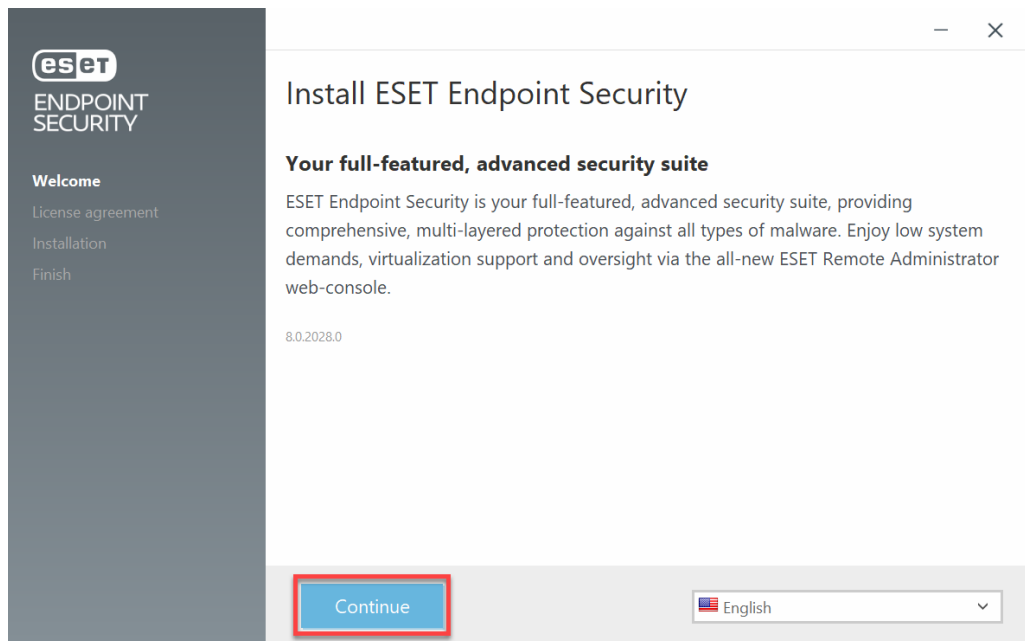 eseT
ENDPOINT
SECURITY
Welcome
License agreement
Installation
Finish
Install ESET Endpoint Security
Your full-featured, advanced security suite
ESET Endpoint Security is your full-featured, advanced security suite, providing
comprehensive, multi-layered protection against all types of malware. Enjoy low system
demands, virtualization support and oversight via the all-new ESET Remote Administrator
web-console.
8.0.2028.0
Continue
English